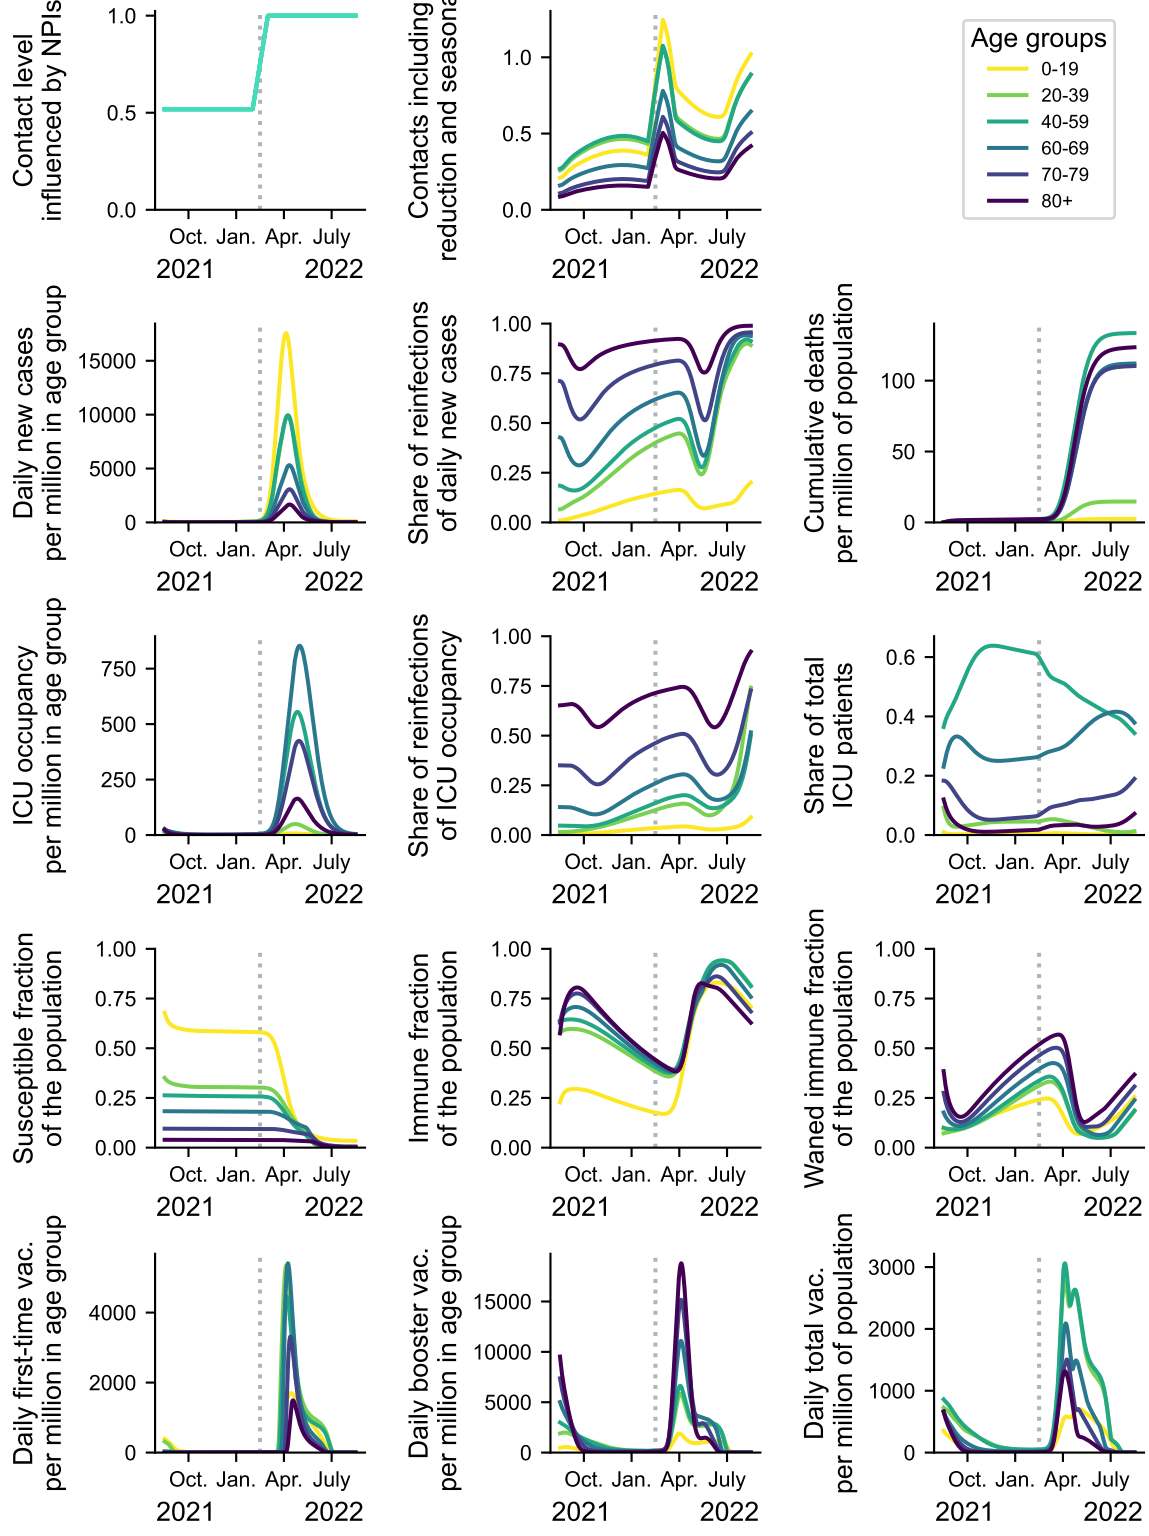 Contact level
influenced by NPIs
1.0
0.5
0.0
Oct. Jan. Apr. July
2021 2022
Contacts including
reduction and seasona
1.0
0.5
0.0
Oct. Jan. Apr. July
2021 2022
Age groups
0-19
20-39
40-59
60-69
70-79
80+
Daily new cases
per million in age group
15000
10000
5000
0
Oct. Jan. Apr. July
2021 2022
Share of reinfections
of daily new cases
1.00
0.75
0.50
0.25
0.00
Oct. Jan. Apr. July
2021 2022
Cumulative deaths
per million of population
100
50
0
Oct. Jan. Apr. July
2021 2022
ICU occupancy
per million in age group
750
500
250
0
Oct. Jan. Apr. July
2021 2022
Share of reinfections
of ICU occupancy
1.00
0.75
0.50
0.25
0.00
Oct. Jan. Apr. July
2021 2022
Share of total
ICU patients
0.6
0.4
0.2
0.0
Oct. Jan. Apr. July
2021 2022
Susceptible fraction
of the population
1.00
0.75
0.50
0.25
0.00
Oct. Jan. Apr. July
2021 2022
Immune fraction
of the population
1.00
0.75
0.50
0.25
0.00
Oct. Jan. Apr. July
2021 2022
Waned immune fraction
of the population
1.00
0.75
0.50
0.25
0.00
Oct. Jan. Apr. July
2021 2022
Daily first-time vac.
per million in age group
4000
2000
0
Oct. Jan. Apr. July
2021 2022
Daily booster vac.
per million in age group
15000
10000
5000
0
Oct. Jan. Apr. July
2021 2022
Daily total vac.
per million of population
3000
2000
1000
0
Oct. Jan. Apr. July
2021 2022